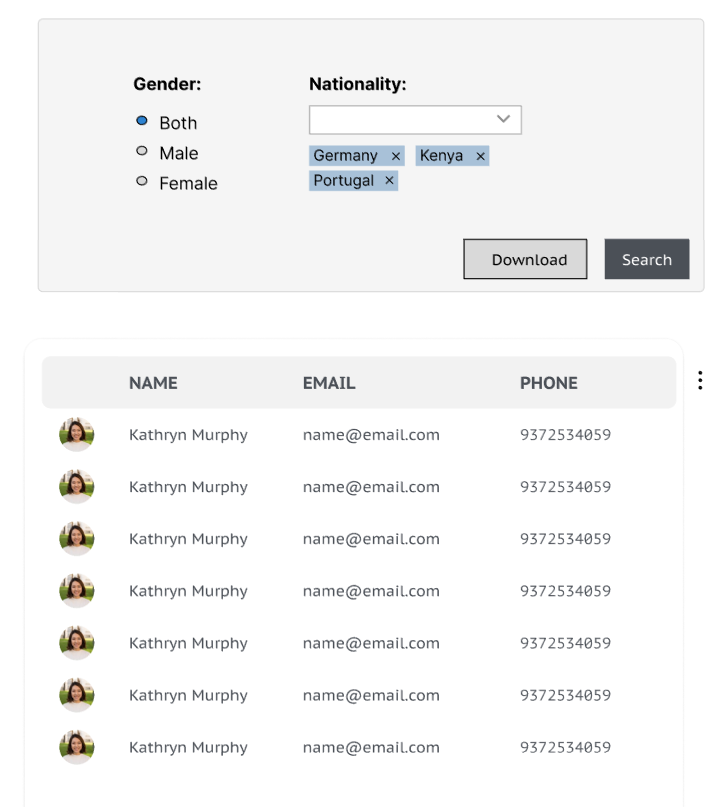 Gender:
Nationality:
Both
Male
Female
Germany ×
Kenya ×
Portugal ×
Download
Search
NAME EMAIL PHONE
Kathryn Murphy name@email.com 9372534059
Kathryn Murphy name@email.com 9372534059
Kathryn Murphy name@email.com 9372534059
Kathryn Murphy name@email.com 9372534059
Kathryn Murphy name@email.com 9372534059
Kathryn Murphy name@email.com 9372534059
Kathryn Murphy name@email.com 9372534059